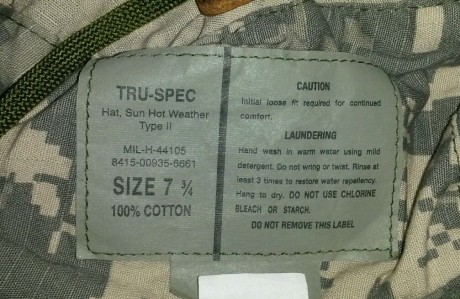 TRU-SPEC
Hat, Sun Hot Weather
Type II
MIL-H-44105
8415-00935-6661
SIZE 7 ¾
100% COTTON
CAUTION
Initial loose fit required for continued
comfort.
LAUNDERING
Hand wash in warm water using mild
detergent. Do not wring or twist. Rinse at
least 3 times to restore water repellency.
Hang to dry. DO NOT USE CHLORINE
BLEACH OR STARCH.
DO NOT REMOVE THIS LABEL